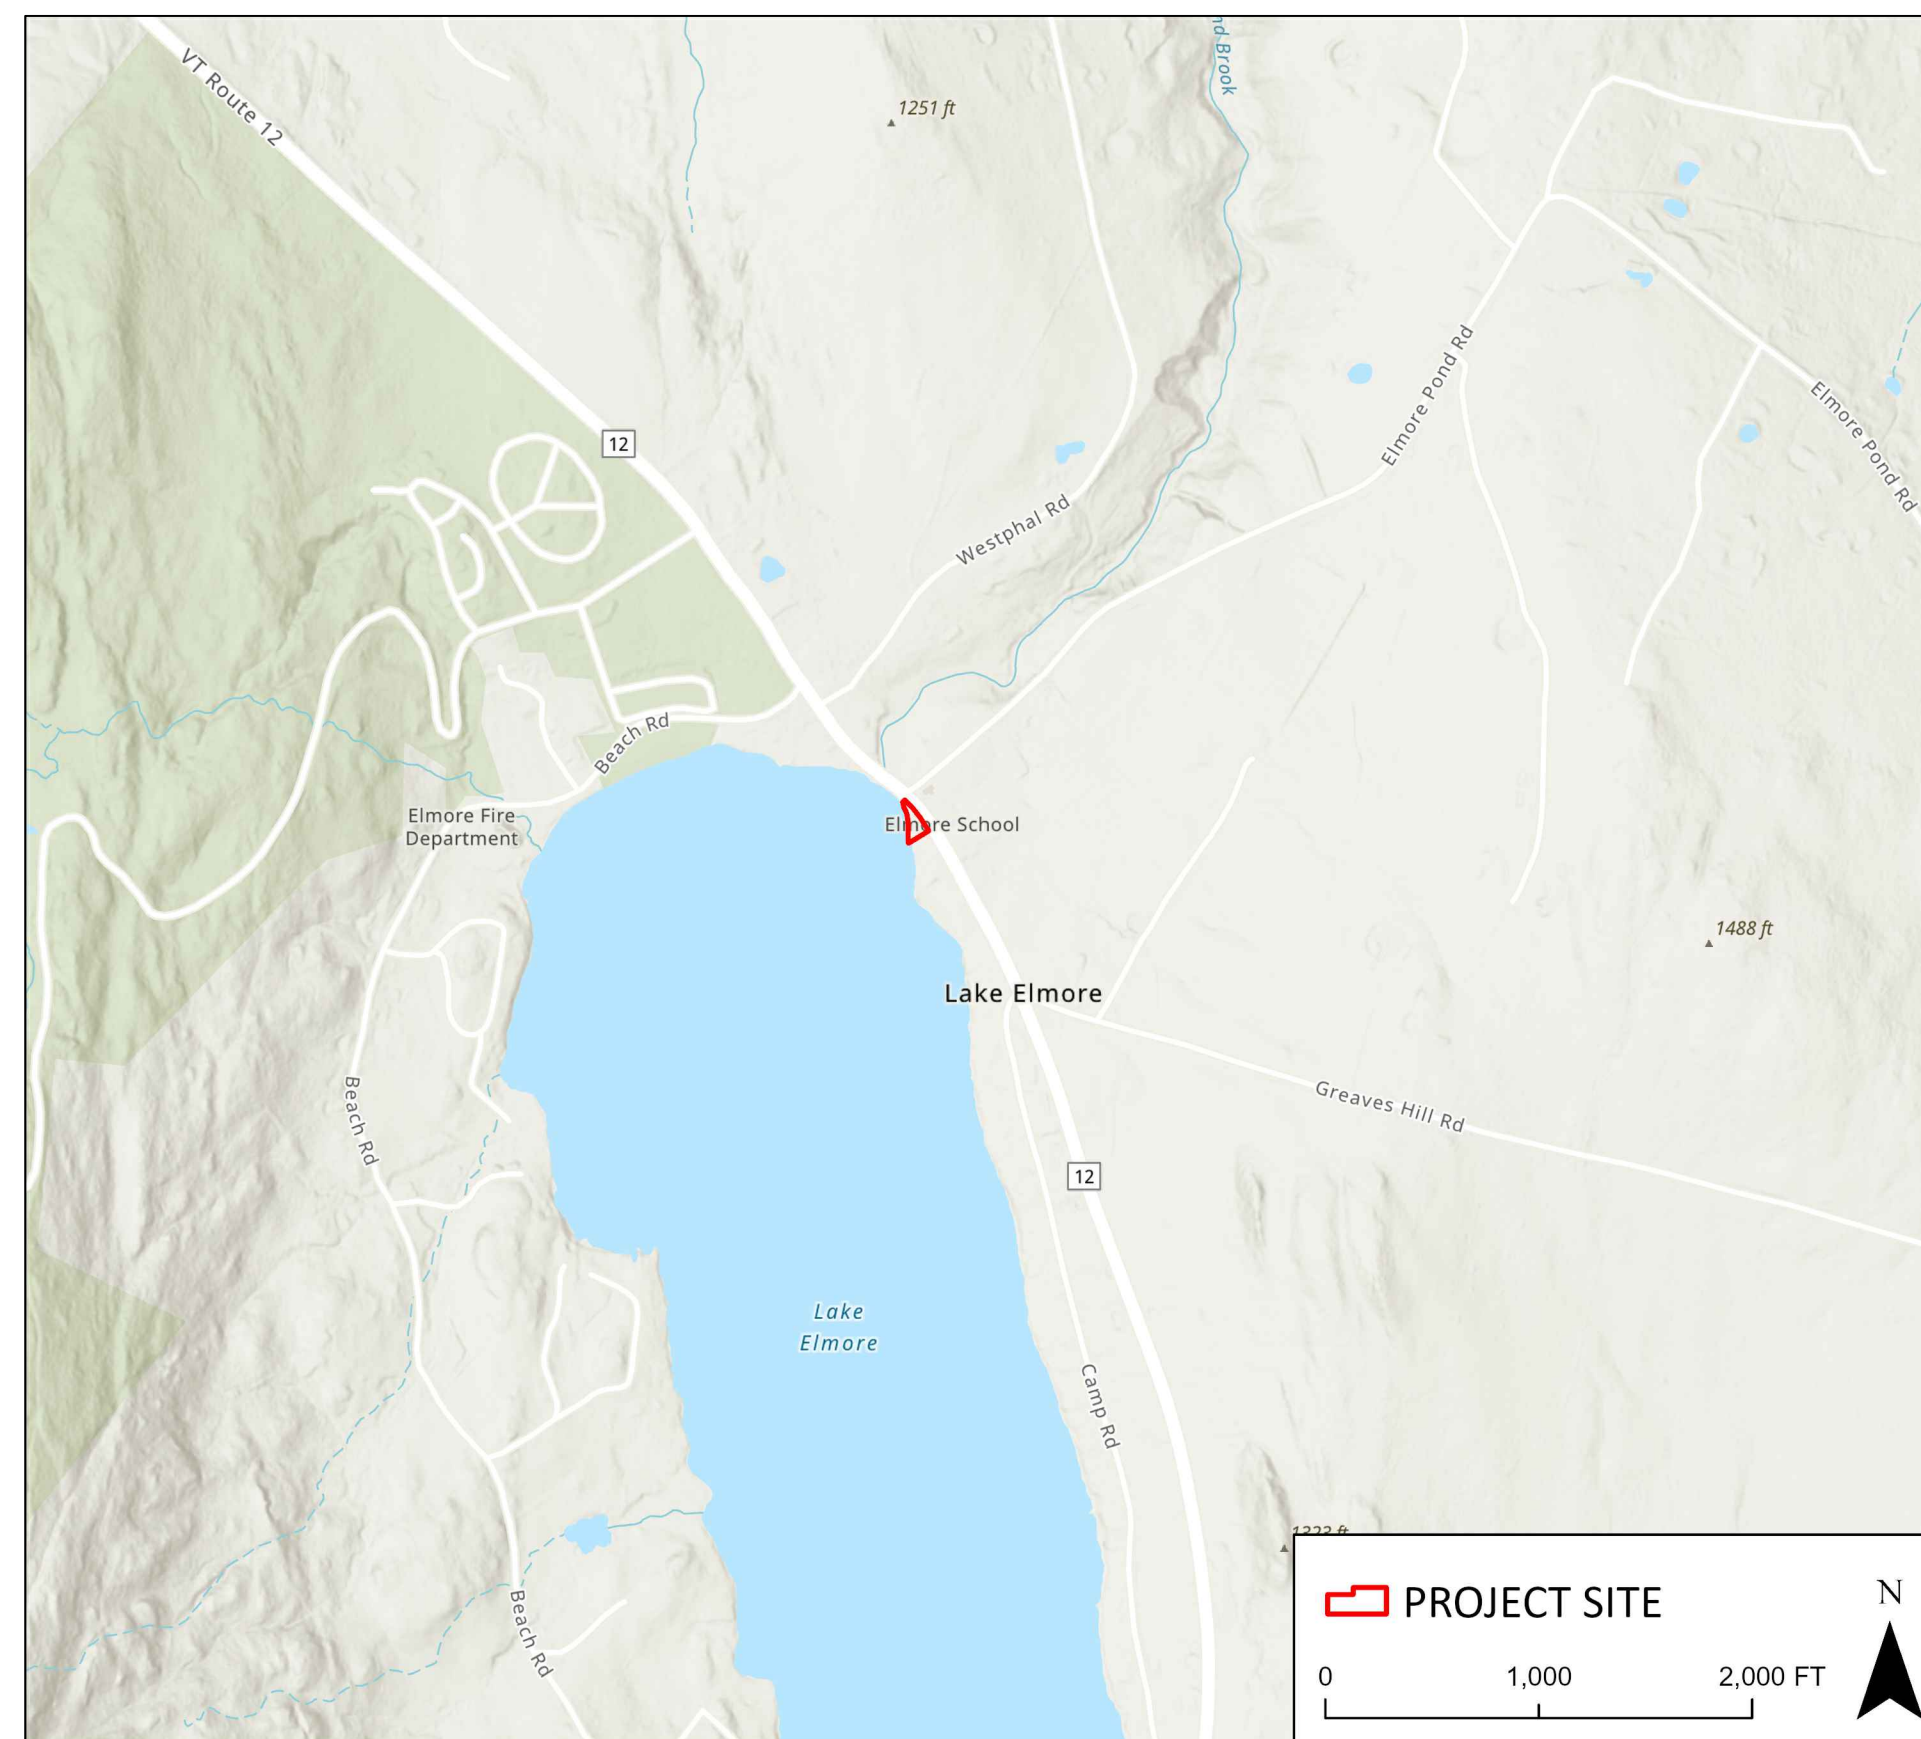 VT Route 12
nd Brook
1251 ft
Elmore Pond Rd
Elmore Pond Rd
12
Westphal Rd
Beach Rd
Elmore Fire
Department
Elmore School
1488 ft
Lake Elmore
Beach Rd
Greaves Hill Rd
12
Lake
Elmore
Camp Rd
1323 ft
Beach Rd
PROJECT SITE
N
0 1,000 2,000 FT